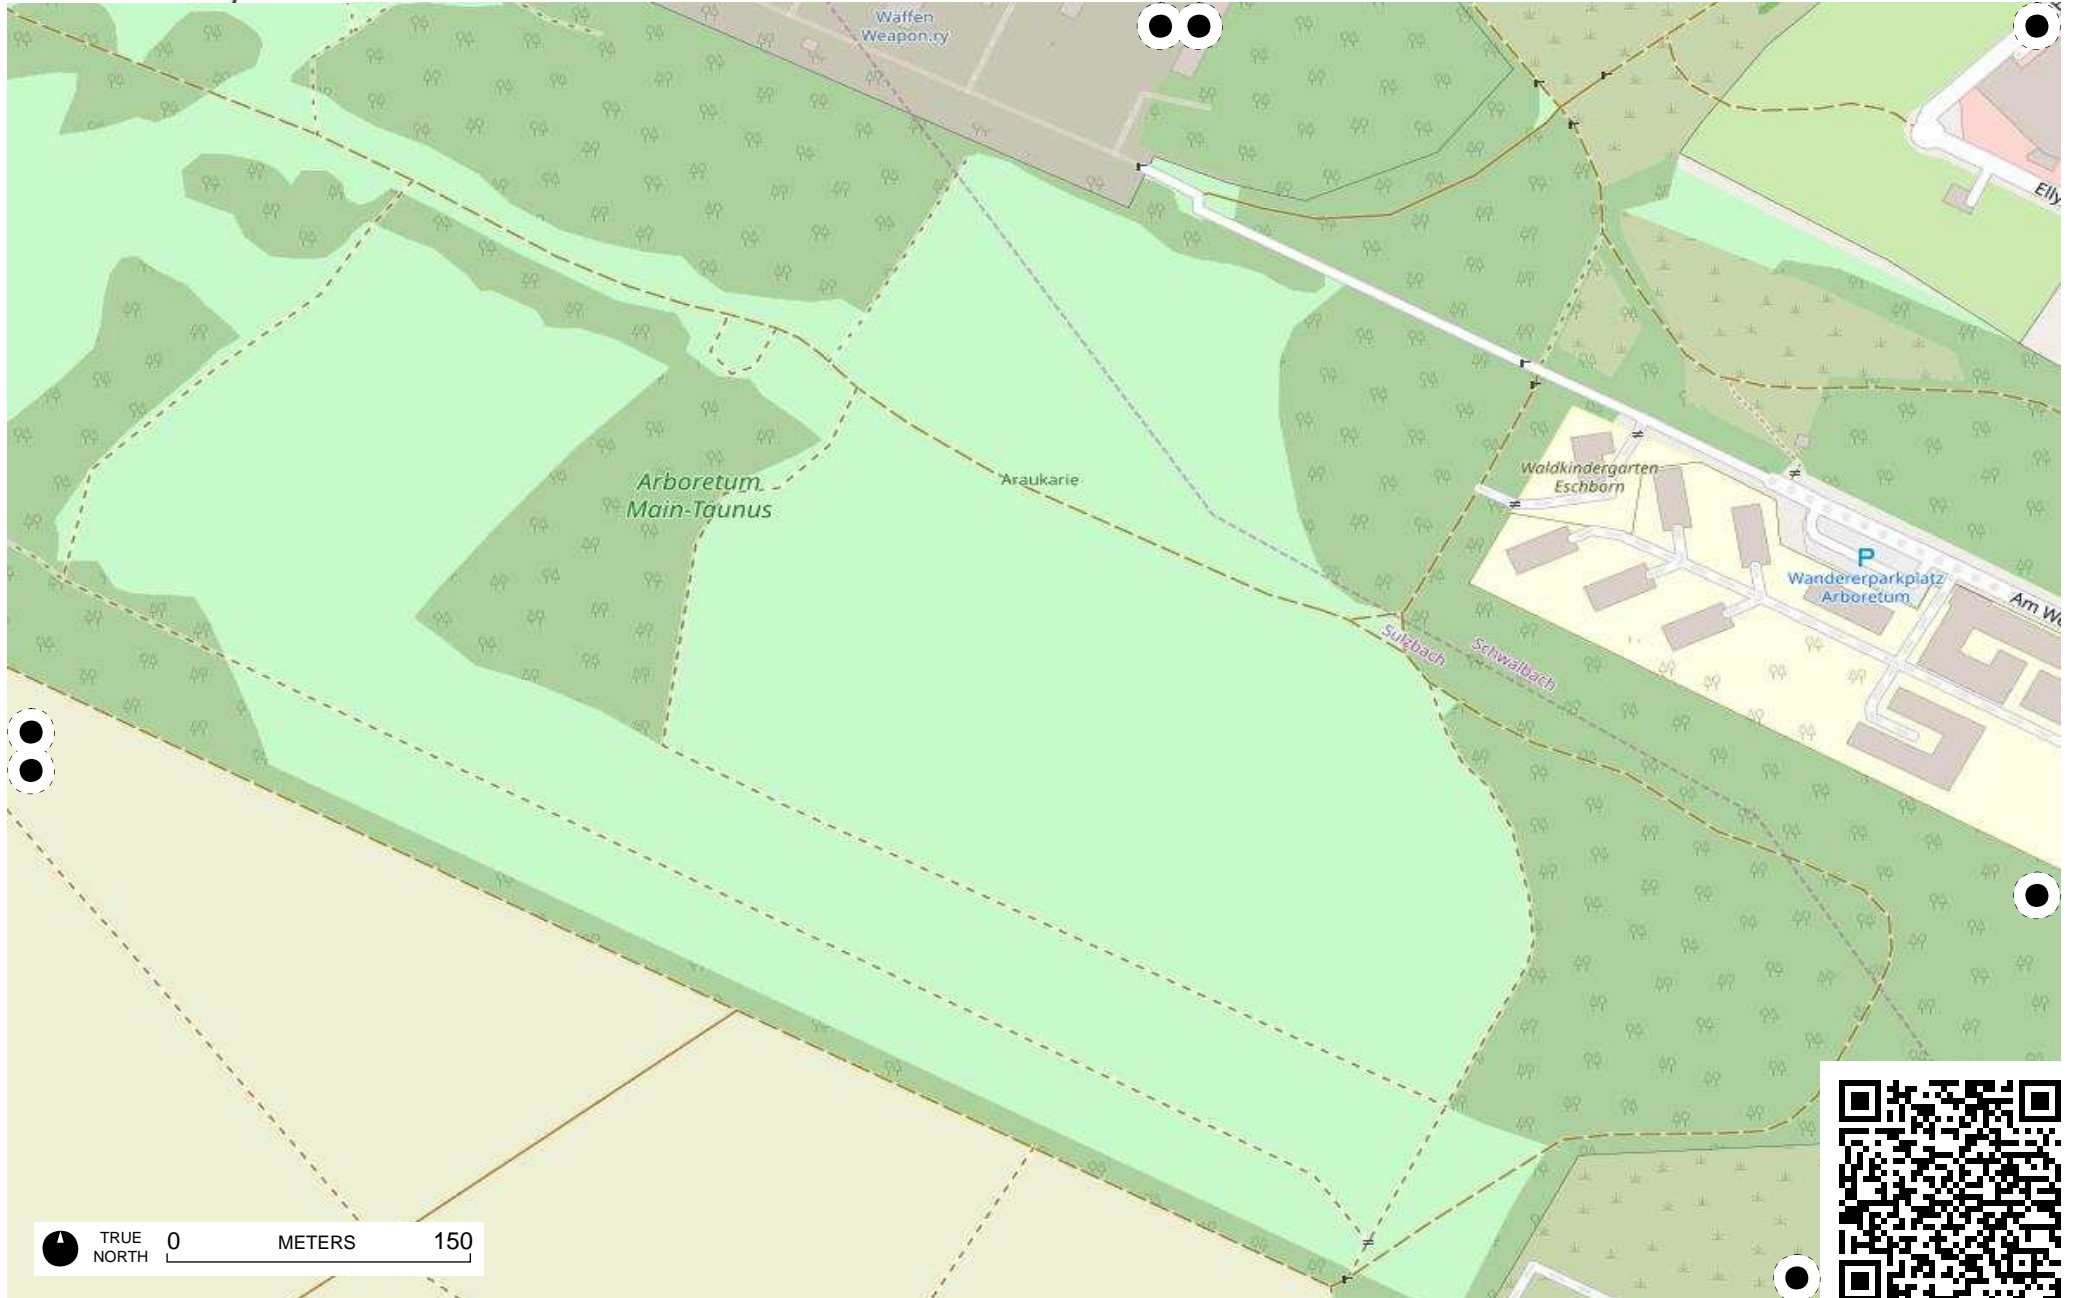 Waffen
Weapon.ry
Elly
Araukarie
Waldkindergarten
Eschborn
Arboretum
Main-Taunus
P
Wandererparkplatz
Arboretum
Am W
Sulzbach
Schwalbach
TRUE
NORTH
0 METERS 150